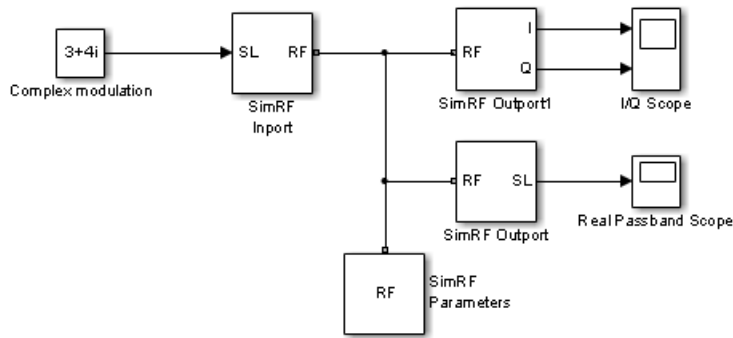 3+4i
Complex modulation
SL RF
SimRF
Inport
RF I
Q
SimRF Outport1
I/Q Scope
RF SL
SimRF Outport
Real Passband Scope
RF
SimRF
Parameters